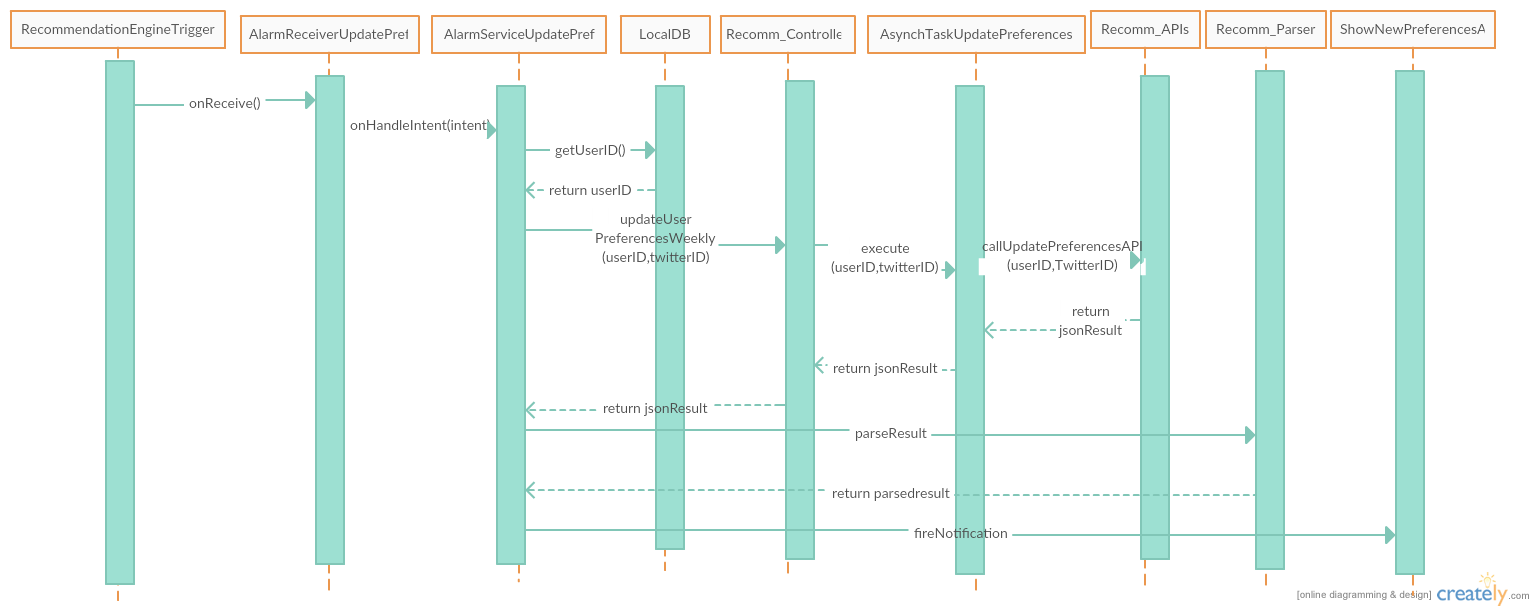 RecommendationEngineTrigger
AlarmReceiverUpdatePref
AlarmServiceUpdatePref
LocalDB
Recomm_Controlle
AsynchTaskUpdatePreferences
Recomm_APIs
Recomm_Parser
ShowNewPreferencesA
onReceive()
onHandleIntent(intent)
getUserID()
return userID
updateUser
PreferencesWeekly
(userID,twitterID)
execute
(userID,twitterID)
callUpdatePreferencesAPI
(userID,TwitterID)
return
jsonResult
return jsonResult
return jsonResult
parseResult
return parsedresult
fireNotification
[online diagramming & design] creately.com